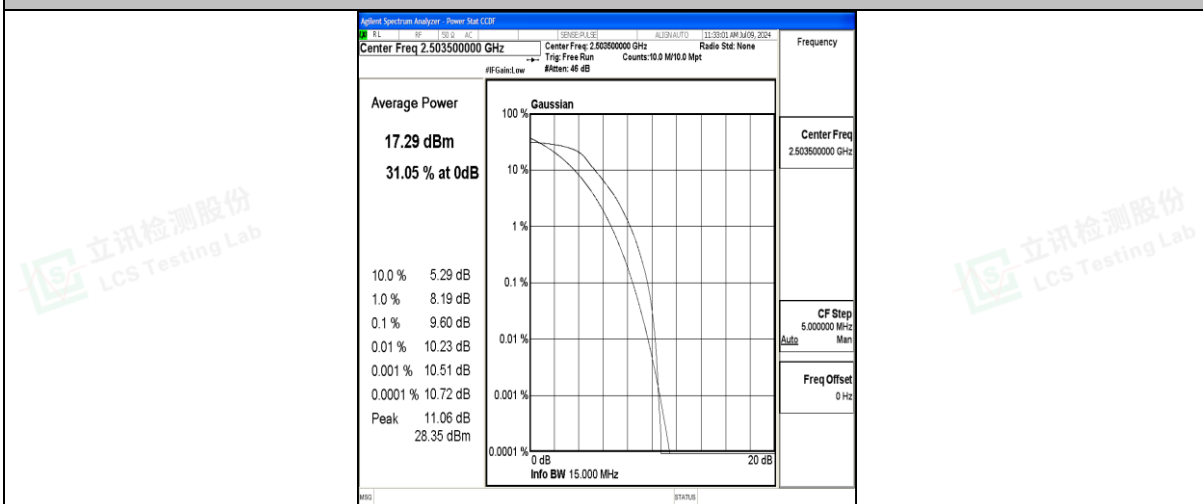 Agilent Spectrum Analyzer - Power Stat CCDF
RL RF 50 Ω AC SENSE:PULSE ALIGN AUTO 11:33:01 AM Jul 09, 2024
Center Freq 2.503500000 GHz
Center Freq: 2.503500000 GHz Radio Std: None
Trig: Free Run Counts:10.0 M/10.0 Mpt
#IFGain:Low #Atten: 46 dB
Frequency
Average Power
17.29 dBm
31.05 % at 0dB
10.0 % 5.29 dB
1.0 % 8.19 dB
0.1 % 9.60 dB
0.01 % 10.23 dB
0.001 % 10.51 dB
0.0001 % 10.72 dB
Peak 11.06 dB
28.35 dBm
Gaussian
100 %
10 %
1 %
0.1 %
0.01 %
0.001 %
0.0001 %
0 dB 20 dB
Info BW 15.000 MHz
Center Freq
2.503500000 GHz
CF Step
5.000000 MHz
Auto Man
Freq Offset
0 Hz
MSG STATUS
立讯检测股份
LCS Testing Lab
立讯检测股份
LCS Testing Lab